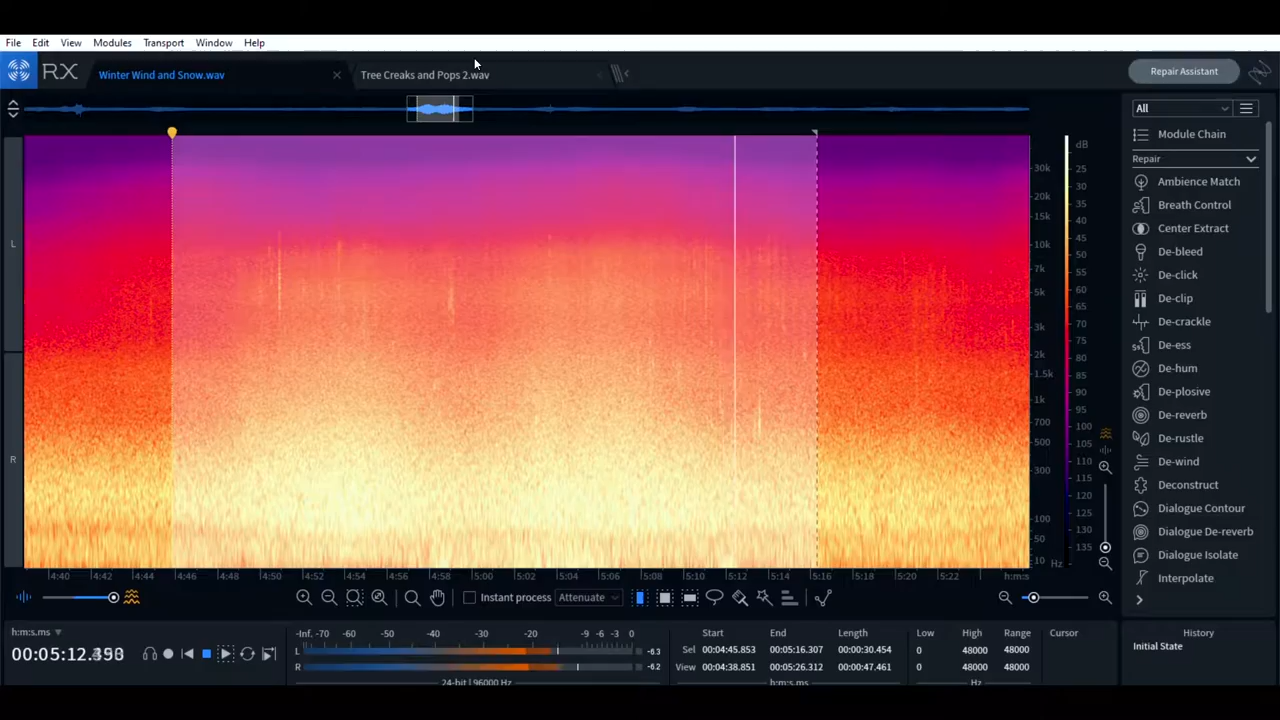 File Edit View Modules Transport Window Help
RX Winter Wind and Snow.wav Tree Creaks and Pops 2.wav Repair Assistant
All
Module Chain
Repair
Ambience Match
Breath Control
Center Extract
De-bleed
De-click
De-clip
De-crackle
De-ess
De-hum
De-plosive
De-reverb
De-rustle
De-wind
Deconstruct
Dialogue Contour
Dialogue De-reverb
Dialogue Isolate
Interpolate
L
R
30k
20k
15k
10k
7k
5k
3k
2k
1.5k
1k
700
500
300
100
50
10
Hz
dB
25
30
35
40
45
50
55
60
65
70
75
80
85
90
95
100
105
110
115
120
125
130
135
4:40 4:42 4:44 4:46 4:48 4:50 4:52 4:54 4:56 4:58 5:00 5:02 5:04 5:06 5:08 5:10 5:12 5:14 5:16 5:18 5:20 5:22 h:m:s
Instant process Attenuate
h:m:s.ms
-Inf. -70 -60 -50 -40 -30 -20 -9 -6 -3 0
L -6.3
R -6.2
24-bit | 96000 Hz
Start End Length Low High Range Cursor
Sel 00:04:45.853 00:05:16.307 00:00:30.454 0 48000 48000
View 00:04:38.851 00:05:26.312 00:00:47.461 0 48000 48000
h:m:s.ms Hz
History
Initial State